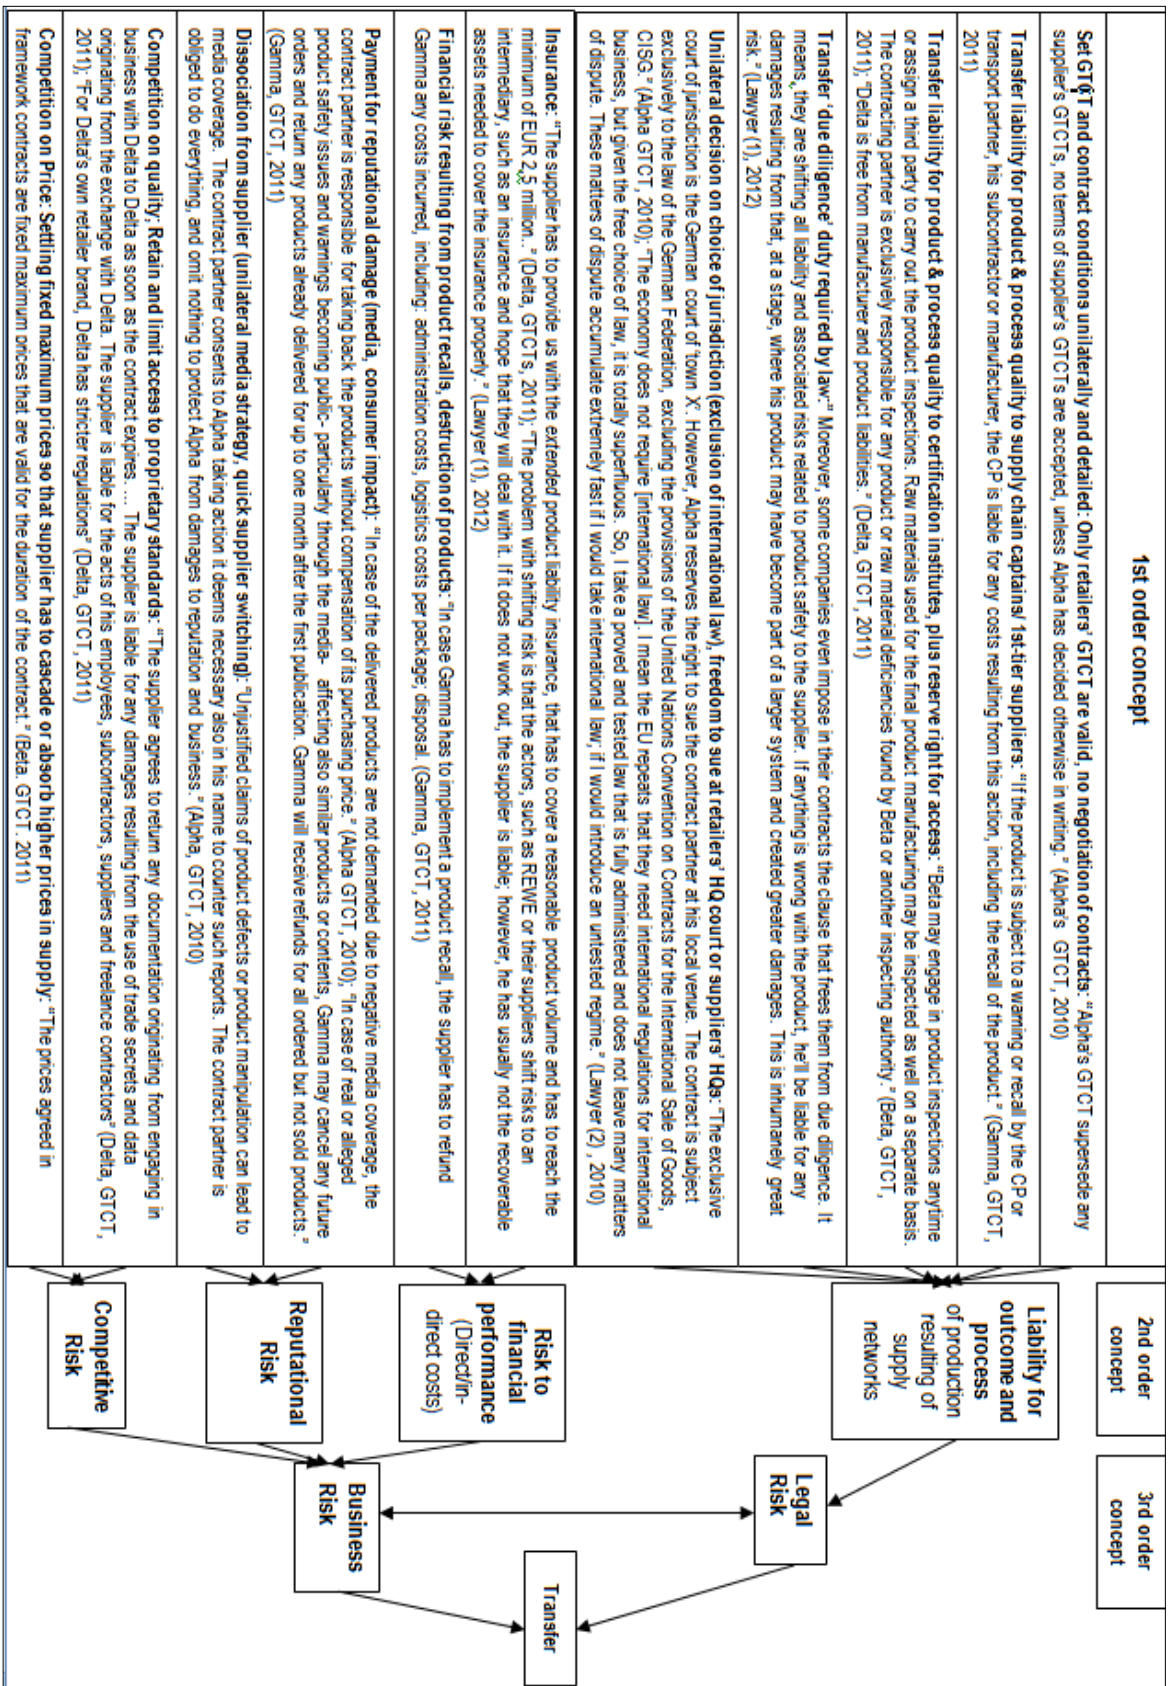 1st order concept
2nd order
concept
3rd order
concept
Set GTCT and contract conditions unilaterally and detailed: Only retailers' GTCT are valid, no negotiation of contracts: "Alpha's GTCT supersede any
supplier's GTCTs, no terms of supplier's GTCTs are accepted, unless Alpha has decided otherwise in writing." (Alpha's GTCT, 2010)
Transfer liability for product & process quality to supply chain captains/ 1st-tier suppliers: "If the product is subject to a warning or recall by the CP or
transport partner, his subcontractor or manufacturer, the CP is liable for any costs resulting from this action, including the recall of the product." (Gamma, GTCT,
2011)
Transfer liability for product & process quality to certification institutes, plus reserve right for access: "Beta may engage in product inspections anytime
or assign a third party to carry out the product inspections. Raw materials used for the final product manufacturing may be inspected as well on a separate basis.
The contracting partner is exclusively responsible for any product or raw material deficiencies found by Beta or another inspecting authority." (Beta, GTCT,
2011); "Delta is free from manufacturer and product liabilities." (Delta, GTCT, 2011)
Transfer 'due diligence' duty required by law:" Moreover, some companies even impose in their contracts the clause that frees them from due diligence. It
means, they are shifting all liability and associated risks related to product safety to the supplier. If anything is wrong with the product, he'll be liable for any
damages resulting from that, at a stage, where his product may have become part of a larger system and created greater damages. This is inhumanely great
risk." (Lawyer (1), 2012)
Unilateral decision on choice of jurisdiction (exclusion of international law), freedom to sue at retailers' HQ court or suppliers' HQs: "The exclusive
court of jurisdiction is the German court of 'town X'. However, Alpha reserves the right to sue the contract partner at his local venue. The contract is subject
exclusively to the law of the German Federation, excluding the provisions of the United Nations Convention on Contracts for the International Sale of Goods,
CISG." (Alpha GTCT, 2010); "The economy does not require [international law]. I mean the EU repeats that they need international regulations for international
business, but given the free choice of law, it is totally superfluous. So, I take a proved and tested law that is fully administered and does not leave many matters
of dispute. These matters of dispute accumulate extremely fast if I would take international law; if I would introduce an untested regime." (Lawyer (2) , 2010)
Insurance: "The supplier has to provide us with the extended product liability insurance, that has to cover a reasonable product volume and has to reach the
minimum of EUR 2,5 million.." (Delta, GTCTs, 2011); "The problem with shifting risk is that the actors, such as REWE or their suppliers shift risks to an
intermediary, such as an insurance and hope that they will deal with it. If it does not work out, the supplier is liable; however, he has usually not the recoverable
assets needed to cover the insurance properly." (Lawyer (1), 2012)
Financial risk resulting from product recalls, destruction of products: "In case Gamma has to implement a product recall, the supplier has to refund
Gamma any costs incurred, including: administration costs, logistics costs per package; disposal. (Gamma, GTCT, 2011)
Payment for reputational damage (media, consumer impact): "In case of the delivered products are not demanded due to negative media coverage, the
contract partner is responsible for taking back the products without compensation of its purchasing price." (Alpha GTCT, 2010); "In case of real or alleged
product safety issues and warnings becoming public- particularly through the media- affecting also similar products or contents, Gamma may cancel any future
orders and return any products already delivered for up to one month after the first publication. Gamma will receive refunds for all ordered but not sold products."
(Gamma, GTCT, 2011)
Dissociation from supplier (unilateral media strategy, quick supplier switching): "Unjustified claims of product defects or product manipulation can lead to
media coverage. The contract partner consents to Alpha taking action it deems necessary also in his name to counter such reports. The contract partner is
obliged to do everything, and omit nothing to protect Alpha from damages to reputation and business." (Alpha, GTCT, 2010)
Competition on quality; Retain and limit access to proprietary standards: "The supplier agrees to return any documentation originating from engaging in
business with Delta to Delta as soon as the contract expires. ... The supplier is liable for any damages resulting from the use of trade secrets and data
originating from the exchange with Delta. The supplier is liable for the acts of his employees, subcontractors, suppliers and freelance contractors" (Delta, GTCT,
2011); "For Delta's own retailer brand, Delta has stricter regulations" (Delta, GTCT, 2011)
Competition on Price: Settling fixed maximum prices so that supplier has to cascade or absorb higher prices in supply: "The prices agreed in
framework contracts are fixed maximum prices that are valid for the duration of the contract." (Beta. GTCT. 2011)
Liability for
outcome and
process
of production
resulting of
supply
networks
Risk to
financial
performance
(Direct/in-
direct costs)
Reputational
Risk
Competitive
Risk
Legal
Risk
Business
Risk
Transfer